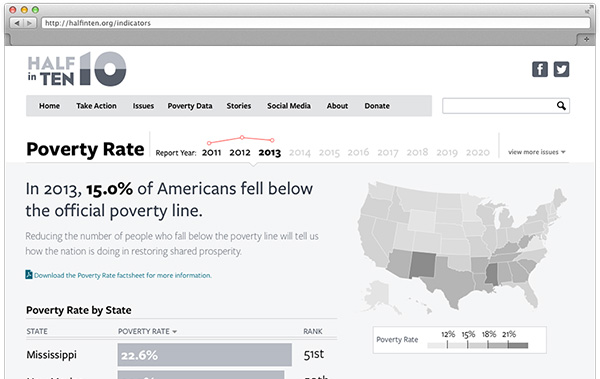 http://halfinten.org/indicators
HALF
in TEN 10
Home Take Action Issues Poverty Data Stories Social Media About Donate
Poverty Rate
Report Year: 2011 2012 2013 2014 2015 2016 2017 2018 2019 2020
view more issues
In 2013, 15.0% of Americans fell below
the official poverty line.
Reducing the number of people who fall below the poverty line will tell us
how the nation is doing in restoring shared prosperity.
Download the Poverty Rate factsheet for more information.
Poverty Rate by State
STATE POVERTY RATE RANK
Mississippi 22.6% 51st
Poverty Rate 12% 15% 18% 21%